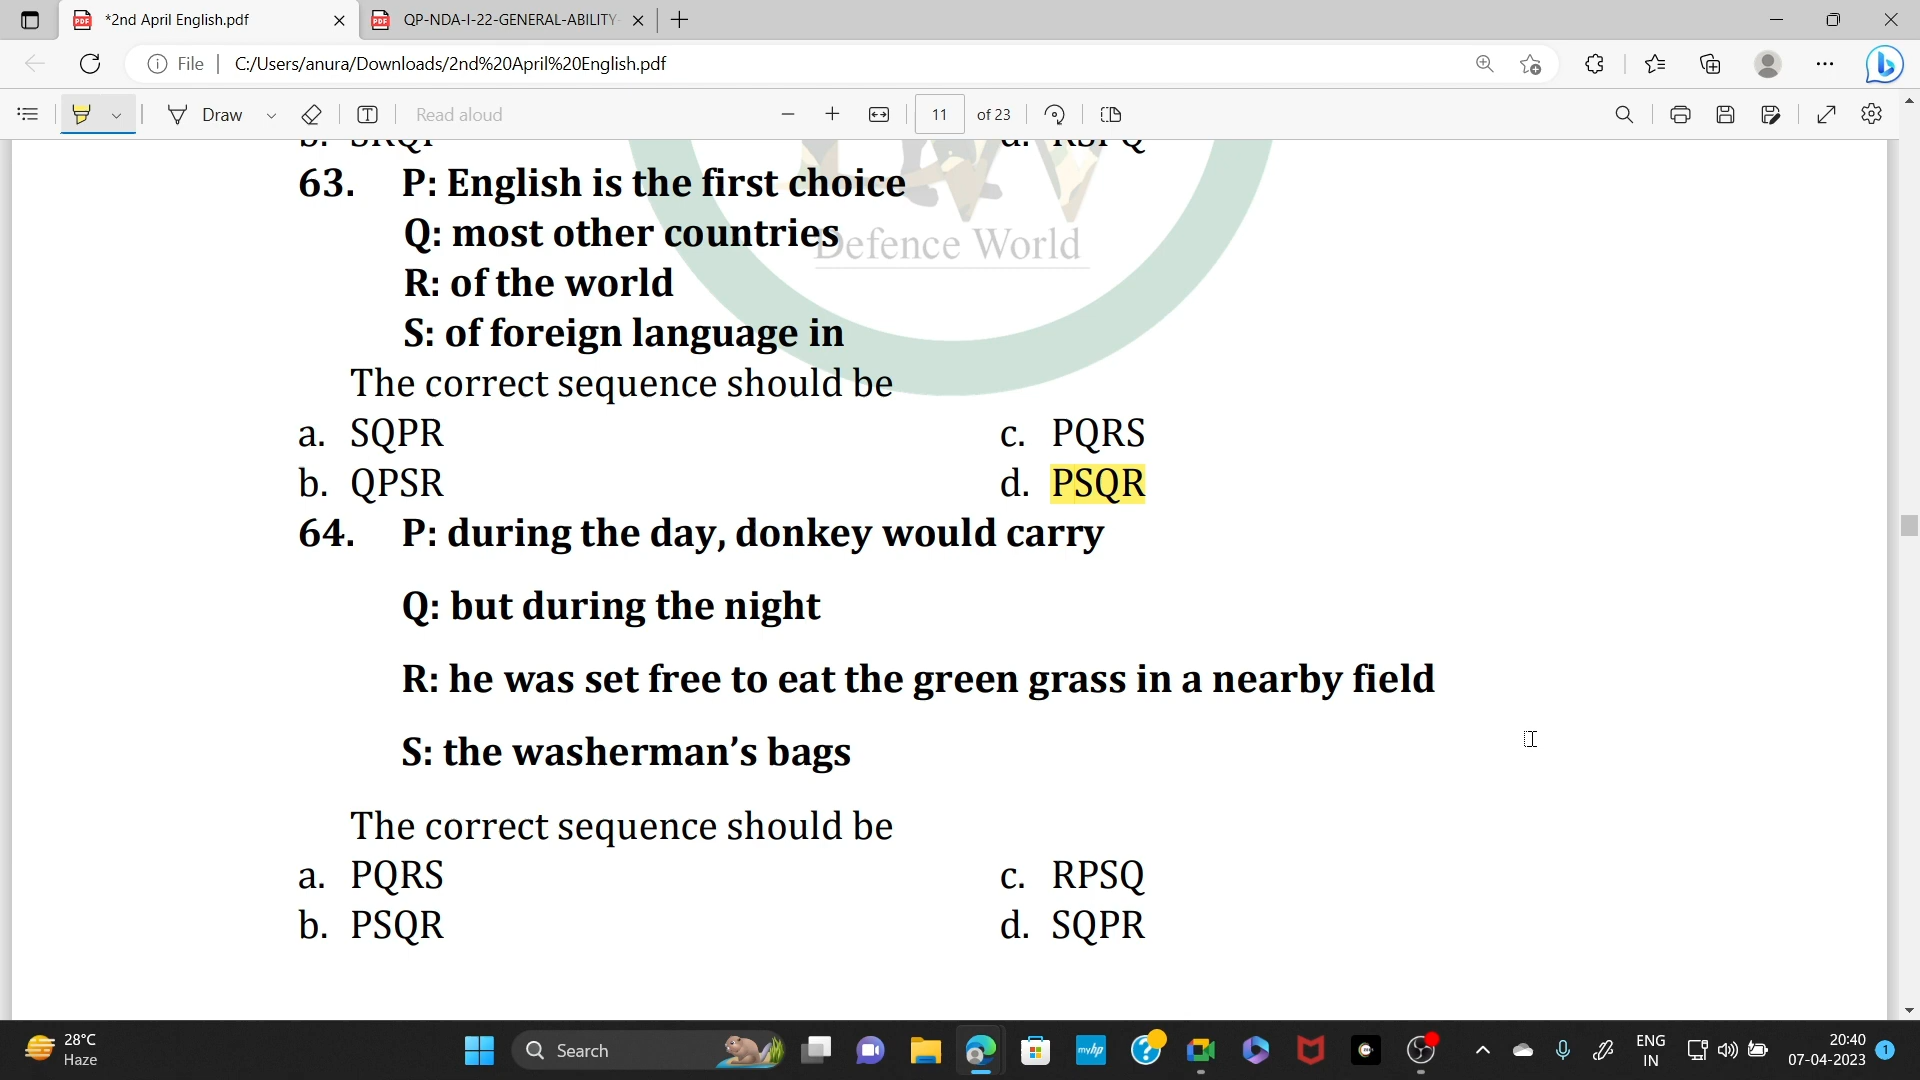 *2nd April English.pdf
QP-NDA-I-22-GENERAL-ABILITY-
File
C:/Users/anura/Downloads/2nd%20April%20English.pdf
Draw
Read aloud
11 of 23
63. P: English is the first choice
Q: most other countries
Defence World
R: of the world
S: of foreign language in
The correct sequence should be
a. SQPR
c. PQRS
b. QPSR
d. PSQR
64. P: during the day, donkey would carry
Q: but during the night
R: he was set free to eat the green grass in a nearby field
S: the washerman’s bags
The correct sequence should be
a. PQRS
c. RPSQ
b. PSQR
d. SQPR
28°C
Haze
Search
myhp
ENG
IN
20:40
07-04-2023
1